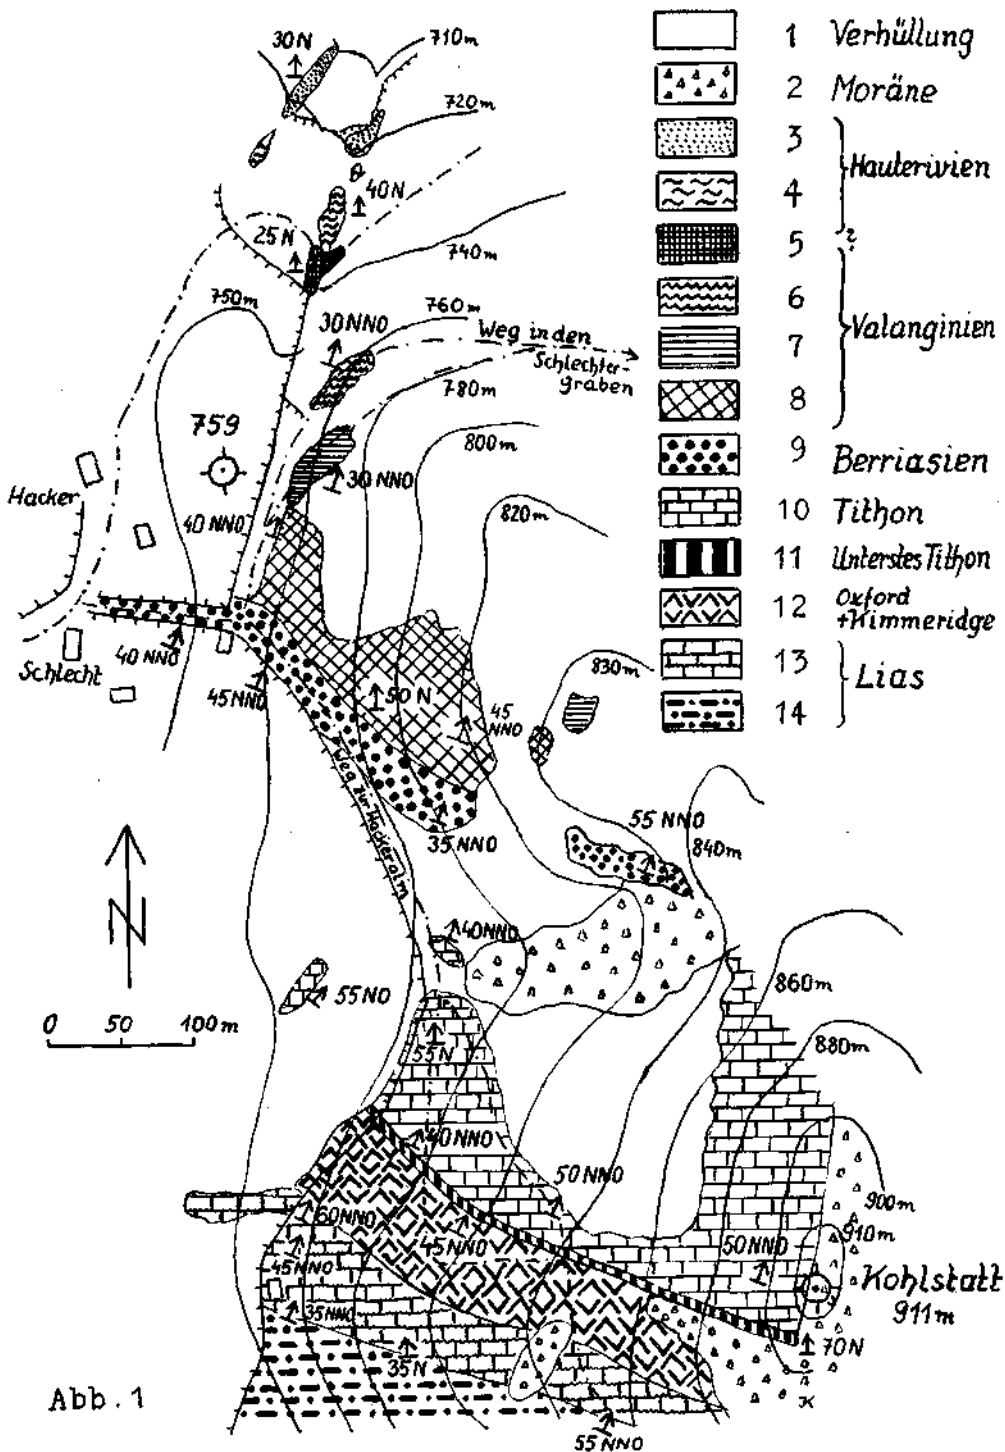 30N
710m
720m
40N
25N
740m
750m
760m
30NNO
Weg in den
Schlechter-
graben
780m
759
800m
Hacker
30NNO
40NNO
820m
40NNO
Schlecht
45NNO
50N
45
NNO
830m
Weg zur Hackeralm
35NNO
55NNO
840m
40NNO
55NO
860m
0 50 100m
55N
880m
40NNO
50NNO
900m
60NNO
910m
45NNO
45NNO
50NNO
Kohlstatt
911m
35NNO
35N
70N
Abb.1
55NNO
K
1 Verhüllung
2 Moräne
3
Hauterivien
4
5 ?
6
Valanginien
7
8
9 Berriasien
10 Tithon
11 Unterstes Tithon
12 Oxford
+Kimmeridge
13
Lias
14